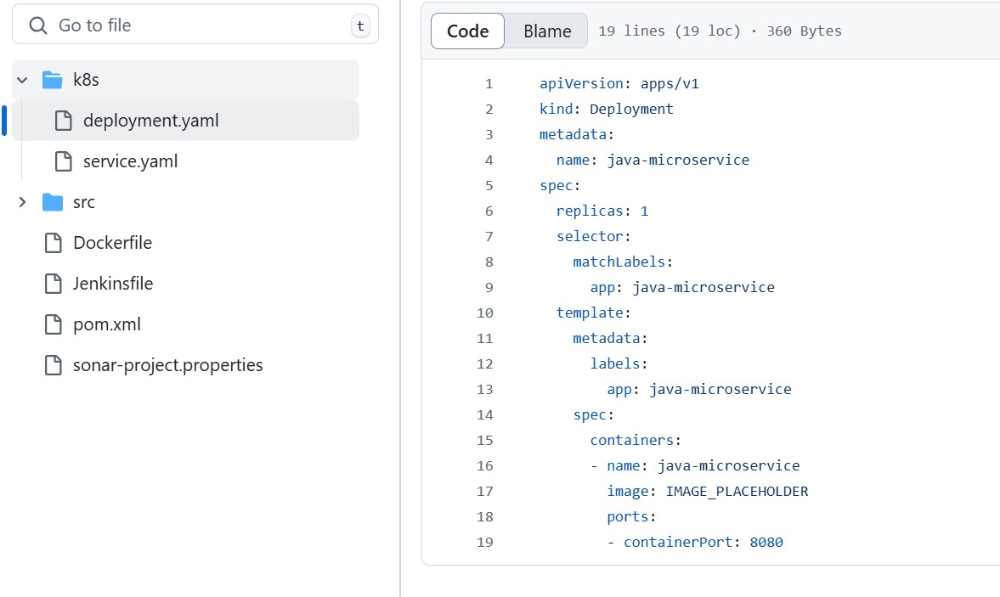 Go to file t
k8s
deployment.yaml
service.yaml
src
Dockerfile
Jenkinsfile
pom.xml
sonar-project.properties
Code Blame 19 lines (19 loc) · 360 Bytes
1 apiVersion: apps/v1
2 kind: Deployment
3 metadata:
4   name: java-microservice
5 spec:
6   replicas: 1
7   selector:
8     matchLabels:
9       app: java-microservice
10   template:
11     metadata:
12       labels:
13         app: java-microservice
14     spec:
15       containers:
16       - name: java-microservice
17         image: IMAGE_PLACEHOLDER
18         ports:
19         - containerPort: 8080